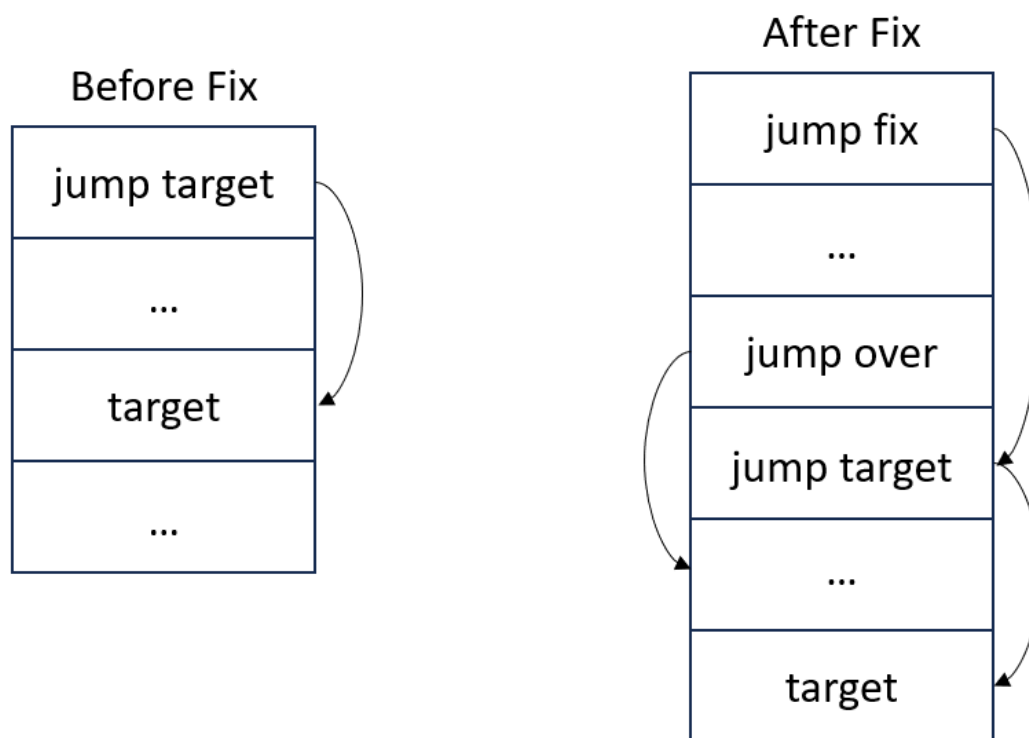 Before Fix
jump target
...
target
...
After Fix
jump fix
...
jump over
jump target
...
target